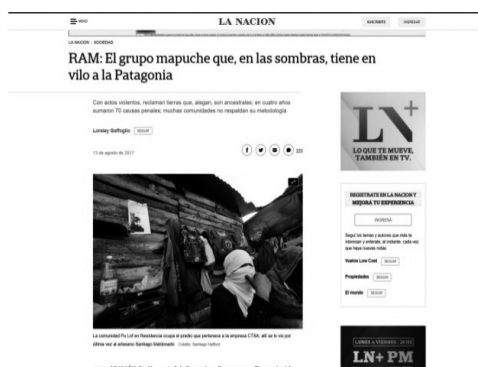 MENÚ
LA NACION
SUSCRIBITE
INGRESAR
LA NACION | SOCIEDAD
RAM: El grupo mapuche que, en las sombras, tiene en
vilo a la Patagonia
Con actos violentos, reclaman tierras que, alegan, son ancestrales; en cuatro años
sumaron 70 causas penales; muchas comunidades no respaldan su metodología
Loreley Gaffoglio SEGUIR
13 de agosto de 2017
223
La comunidad Pu Lof en Resistencia ocupa el predio que pertenece a la empresa CTSA, allí se lo vio por
última vez al artesano Santiago Maldonado Crédito: Santiago Hafford
LN+
LO QUE TE MUEVE,
TAMBIÉN EN TV.
REGISTRATE EN LA NACION Y
MEJORÁ TU EXPERIENCIA
INGRESÁ
Seguí los temas y autores que más te
interesan y enterate, al instante, cada vez
que haya nuevas notas
Vuelos Low Cost SEGUIR
Propiedades SEGUIR
El mundo SEGUIR
LUNES A VIERNES
LN+ PM